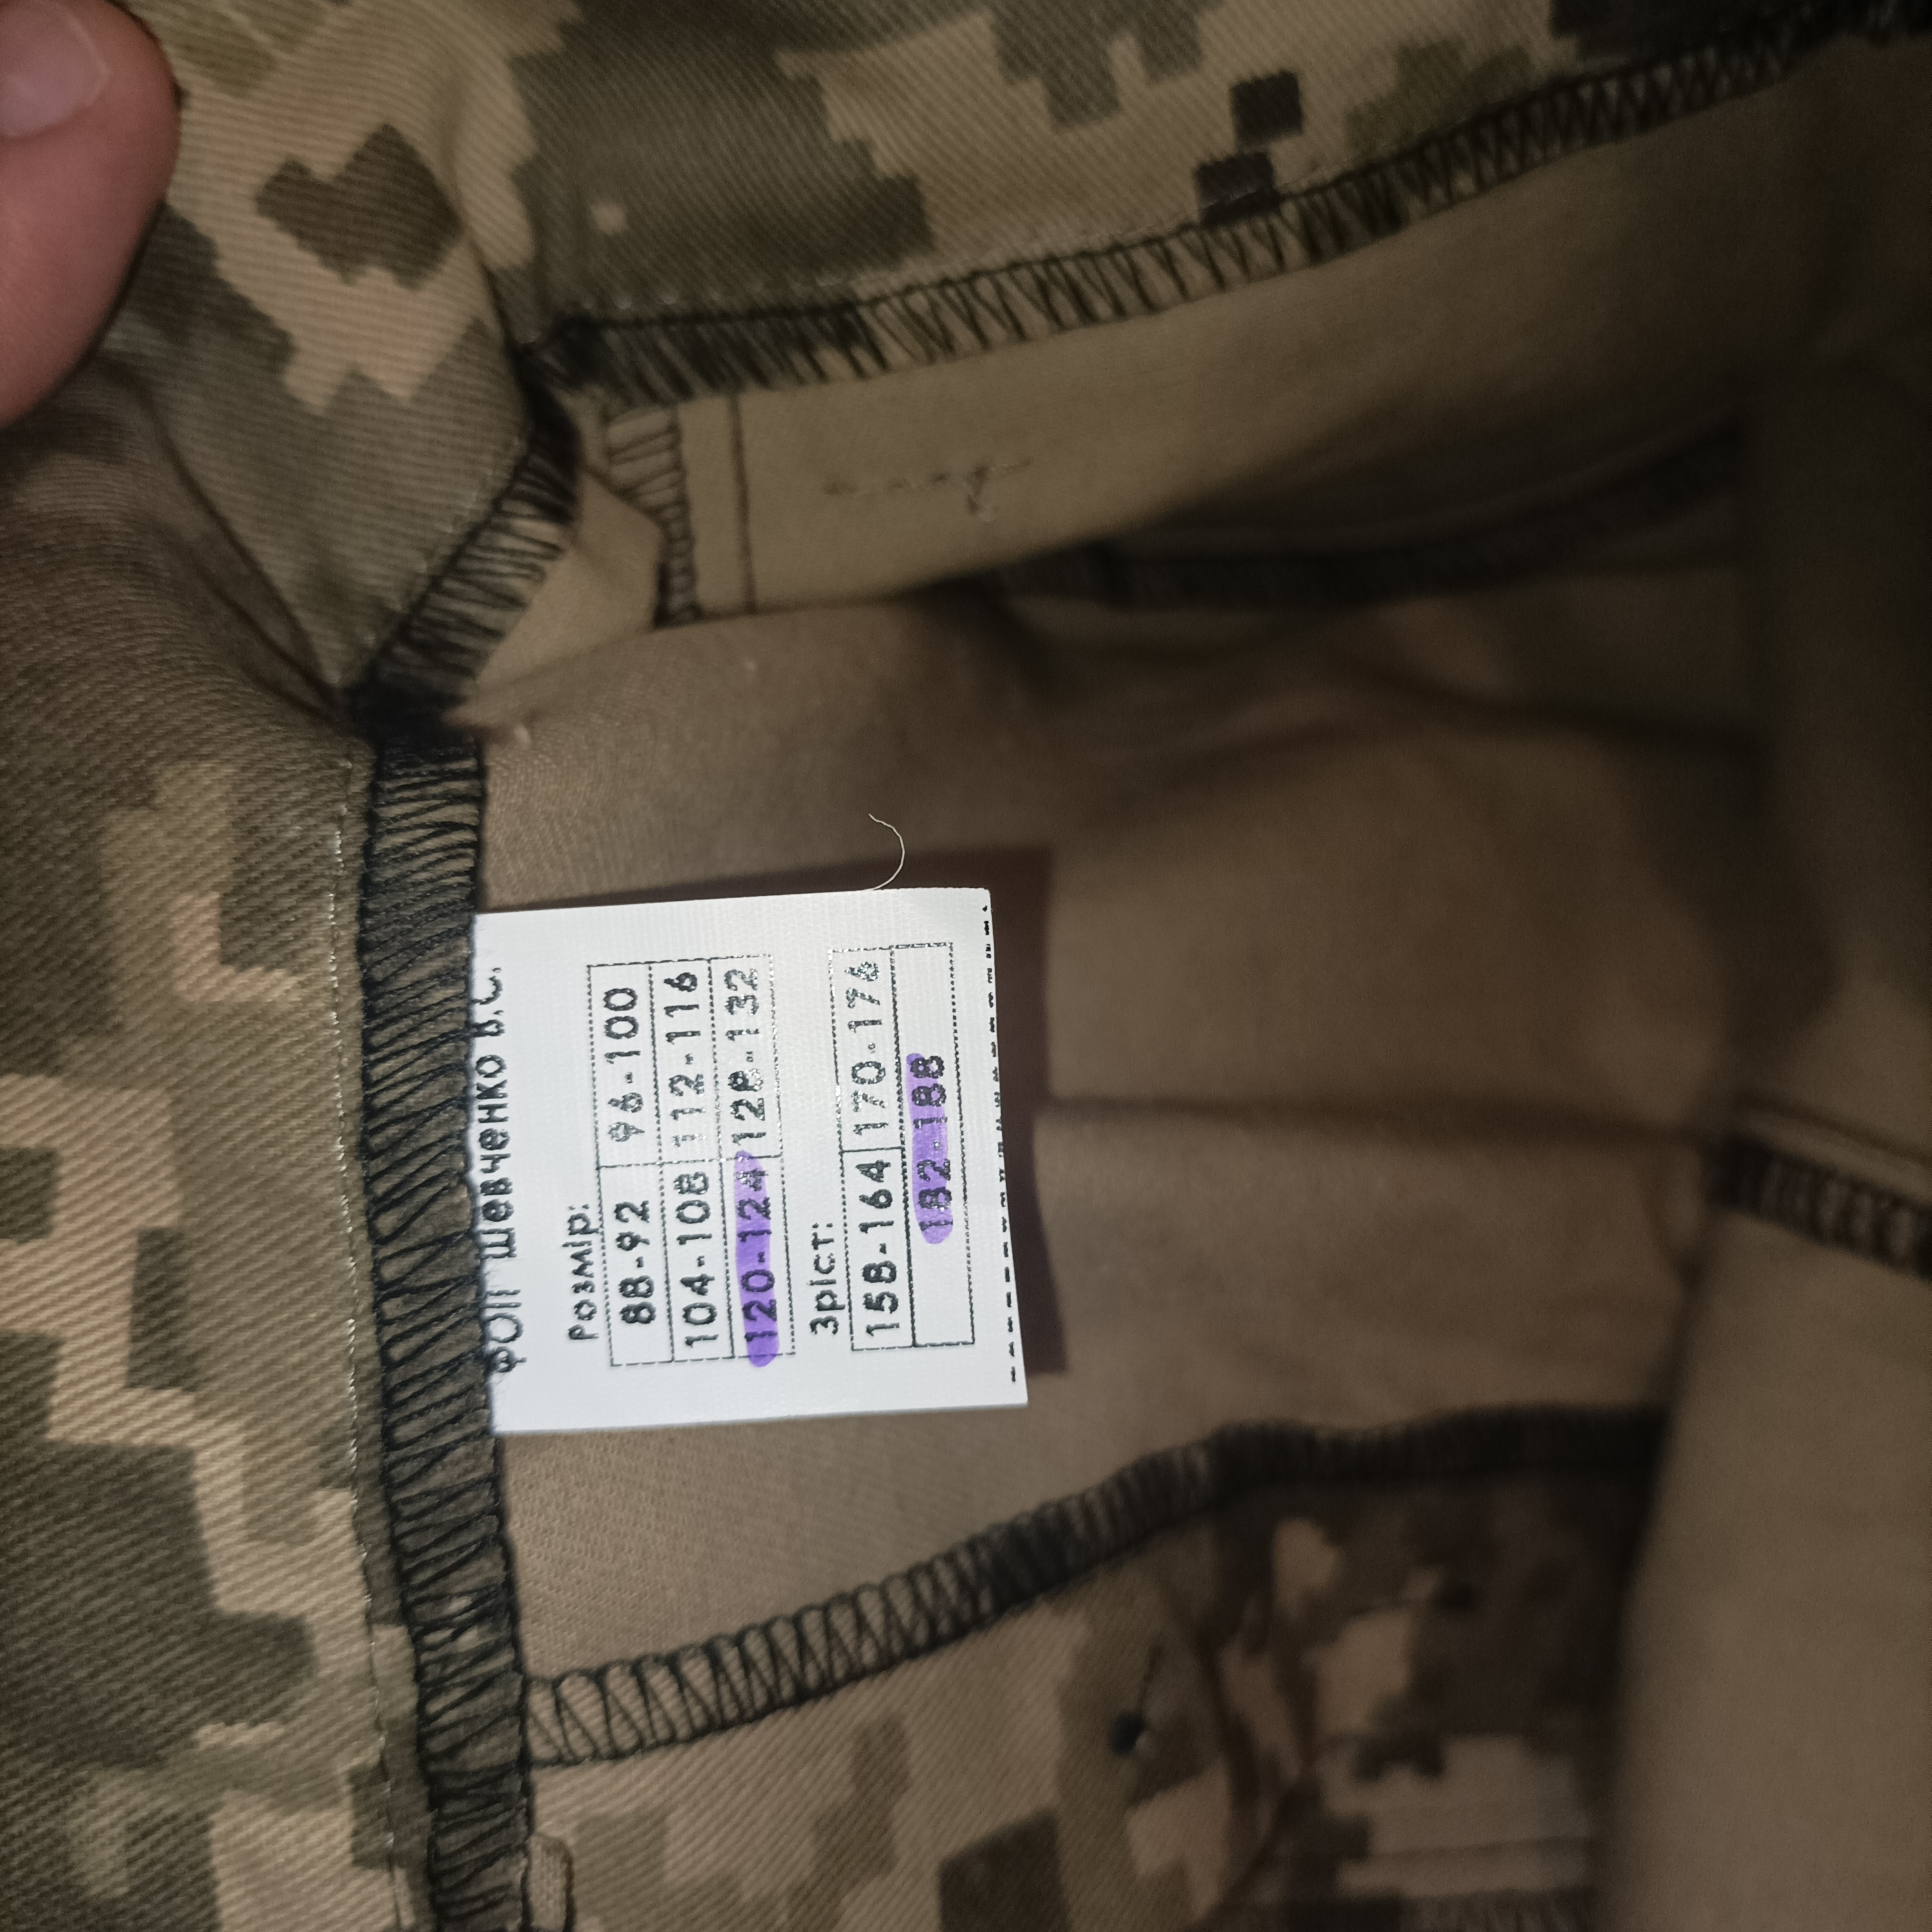 ФОП Шевченко В.С.
Розмір:
88-92 96-100
104-108 112-116
120-124 128-132
Зріст:
158-164 170-176
182-188